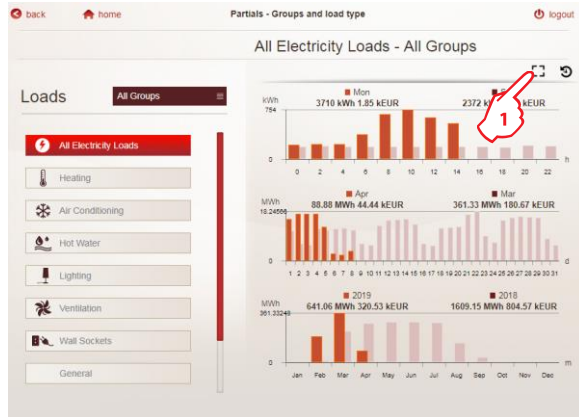 back home Partials - Groups and load type logout
All Electricity Loads - All Groups
Loads All Groups
All Electricity Loads
Heating
Air Conditioning
Hot Water
Lighting
Ventilation
Wall Sockets
General
kWh Mon
754 3710 kWh 1.85 kEUR 2372 kEUR
0
0 2 4 6 8 10 12 14 16 18 20 22 h
1
MWh Apr Mar
18.24566 88.88 MWh 44.44 kEUR 361.33 MWh 180.67 kEUR
0 d
1 2 3 4 5 6 7 8 9 10 11 12 13 14 15 16 17 18 19 20 21 22 23 24 25 26 27 28 29 30 31
MWh 2019 2018
361.33248 641.06 MWh 320.53 kEUR 1609.15 MWh 804.57 kEUR
0 m
Jan Feb Mar Apr May Jun Jul Aug Sep Oct Nov Dec